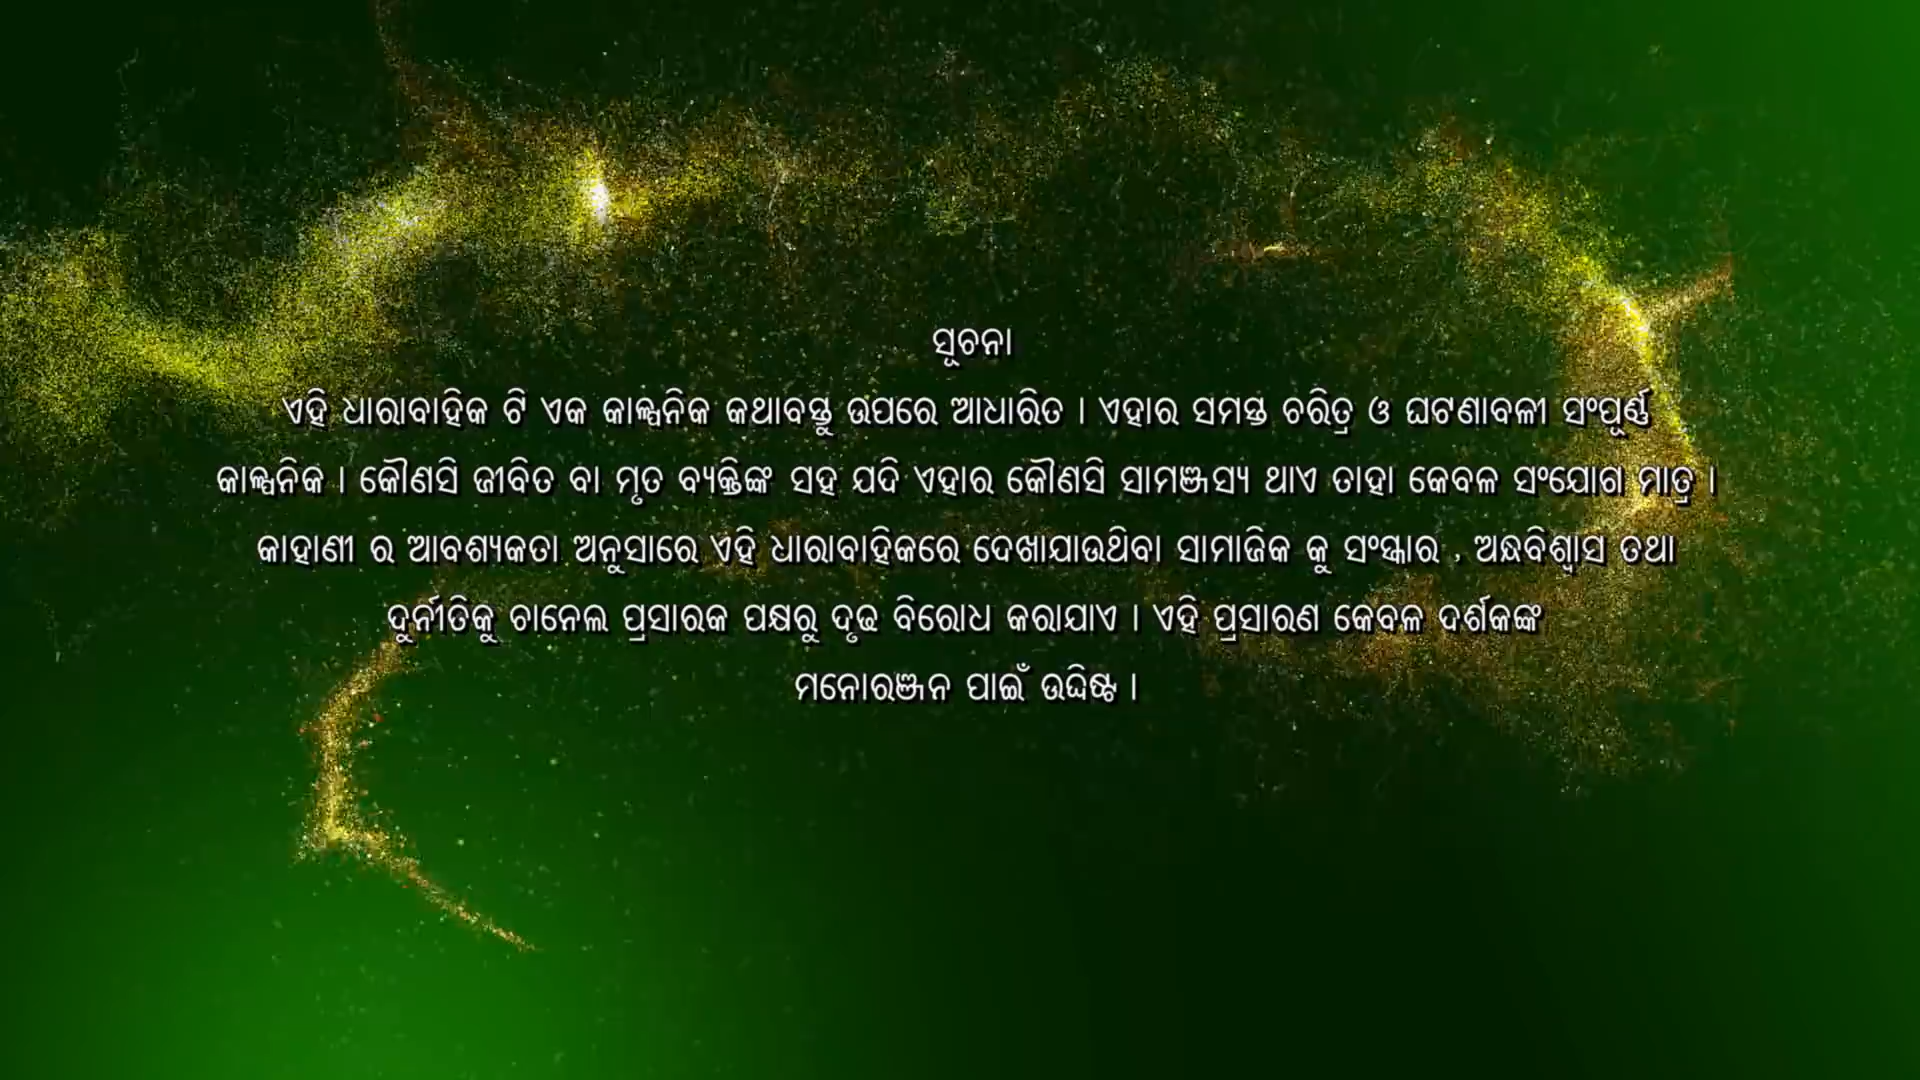 ସୂଚନା
ଏହି ଧାରାବାହିକ ଟି ଏକ କାଳ୍ପନିକ କଥାବସ୍ତୁ ଉପରେ ଆଧାରିତ । ଏହାର ସମସ୍ତ ଚରିତ୍ର ଓ ଘଟଣାବଳୀ ସଂପୂର୍ଣ୍ଣ
କାଳ୍ପନିକ । କୌଣସି ଜୀବିତ ବା ମୃତ ବ୍ୟକ୍ତିଙ୍କ ସହ ଯଦି ଏହାର କୌଣସି ସାମଞ୍ଜସ୍ୟ ଥାଏ ତାହା କେବଳ ସଂଯୋଗ ମାତ୍ର ।
କାହାଣୀ ର ଆବଶ୍ୟକତା ଅନୁସାରେ ଏହି ଧାରାବାହିକରେ ଦେଖାଯାଉଥିବା ସାମାଜିକ କୁ ସଂସ୍କାର , ଅନ୍ଧବିଶ୍ୱାସ ତଥା
ଦୁର୍ନୀତିକୁ ଚାନେଲ ପ୍ରସାରକ ପକ୍ଷରୁ ଦୃଢ ବିରୋଧ କରାଯାଏ । ଏହି ପ୍ରସାରଣ କେବଳ ଦର୍ଶକଙ୍କ
ମନୋରଞ୍ଜନ ପାଇଁ ଉଦ୍ଦିଷ୍ଟ ।